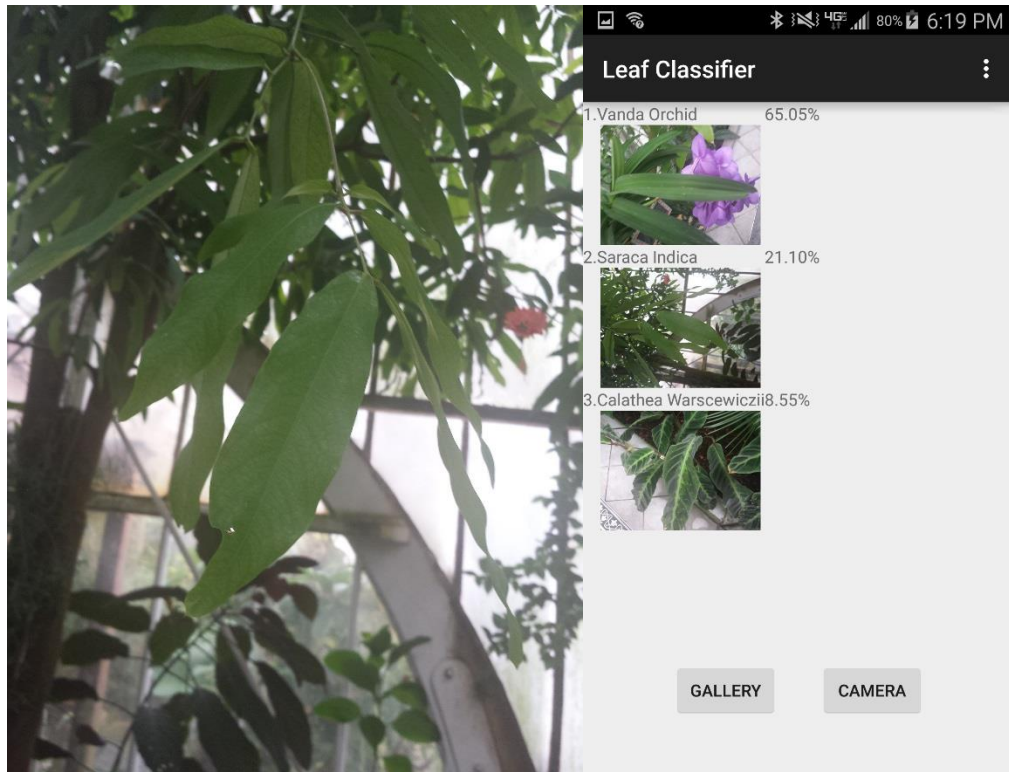 4GE 80% 6:19 PM
Leaf Classifier
1.Vanda Orchid 65.05%
2.Saraca Indica 21.10%
3.Calathea Warscewiczii8.55%
GALLERY CAMERA